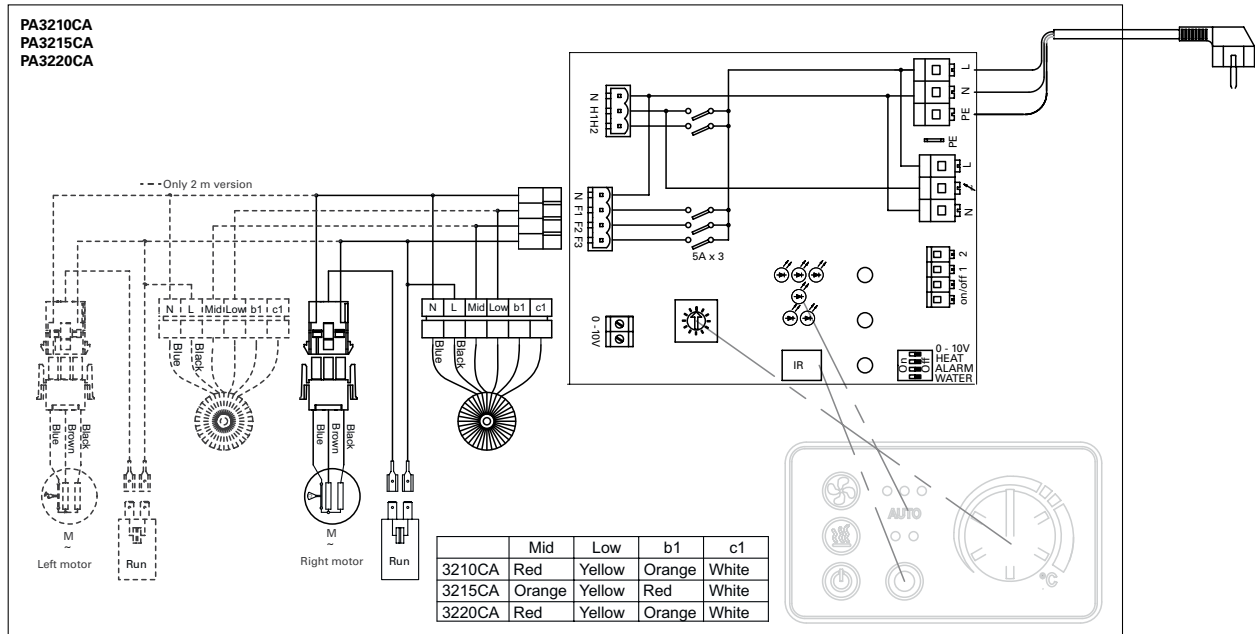 PA3210CA
PA3215CA
PA3220CA
L
N
PE
N H1H2
PE
L
N
Only 2 m version
N F1 F2 F3
5A x 3
on/off 1 2
N L Mid Low b1 c1
N L Mid Low b1 c1
0 - 10V
IR
On Off
0 - 10V
HEAT
ALARM
WATER
Blue Black
Blue Black
Blue Brown Black
Blue Brown Black
AUTO
°C
M
~
Left motor
Run
M
~
Right motor
Run
Mid Low b1 c1
3210CA Red Yellow Orange White
3215CA Orange Yellow Red White
3220CA Red Yellow Orange White